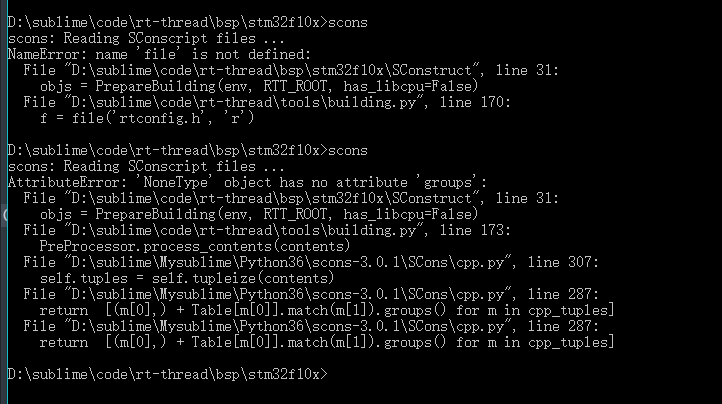 D:\sublime\code\rt-thread\bsp\stm32f10x>scons
scons: Reading SConscript files ...
NameError: name 'file' is not defined:
  File "D:\sublime\code\rt-thread\bsp\stm32f10x\SConstruct", line 31:
    objs = PrepareBuilding(env, RTT_ROOT, has_libcpu=False)
  File "D:\sublime\code\rt-thread\tools\building.py", line 170:
    f = file('rtconfig.h', 'r')

D:\sublime\code\rt-thread\bsp\stm32f10x>scons
scons: Reading SConscript files ...
AttributeError: 'NoneType' object has no attribute 'groups':
  File "D:\sublime\code\rt-thread\bsp\stm32f10x\SConstruct", line 31:
    objs = PrepareBuilding(env, RTT_ROOT, has_libcpu=False)
  File "D:\sublime\code\rt-thread\tools\building.py", line 173:
    PreProcessor.process_contents(contents)
  File "D:\sublime\Mysublime\Python36\scons-3.0.1\SCons\cpp.py", line 307:
    self.tuples = self.tupleize(contents)
  File "D:\sublime\Mysublime\Python36\scons-3.0.1\SCons\cpp.py", line 287:
    return  [(m[0],) + Table[m[0]].match(m[1]).groups() for m in cpp_tuples]
  File "D:\sublime\Mysublime\Python36\scons-3.0.1\SCons\cpp.py", line 287:
    return  [(m[0],) + Table[m[0]].match(m[1]).groups() for m in cpp_tuples]

D:\sublime\code\rt-thread\bsp\stm32f10x>